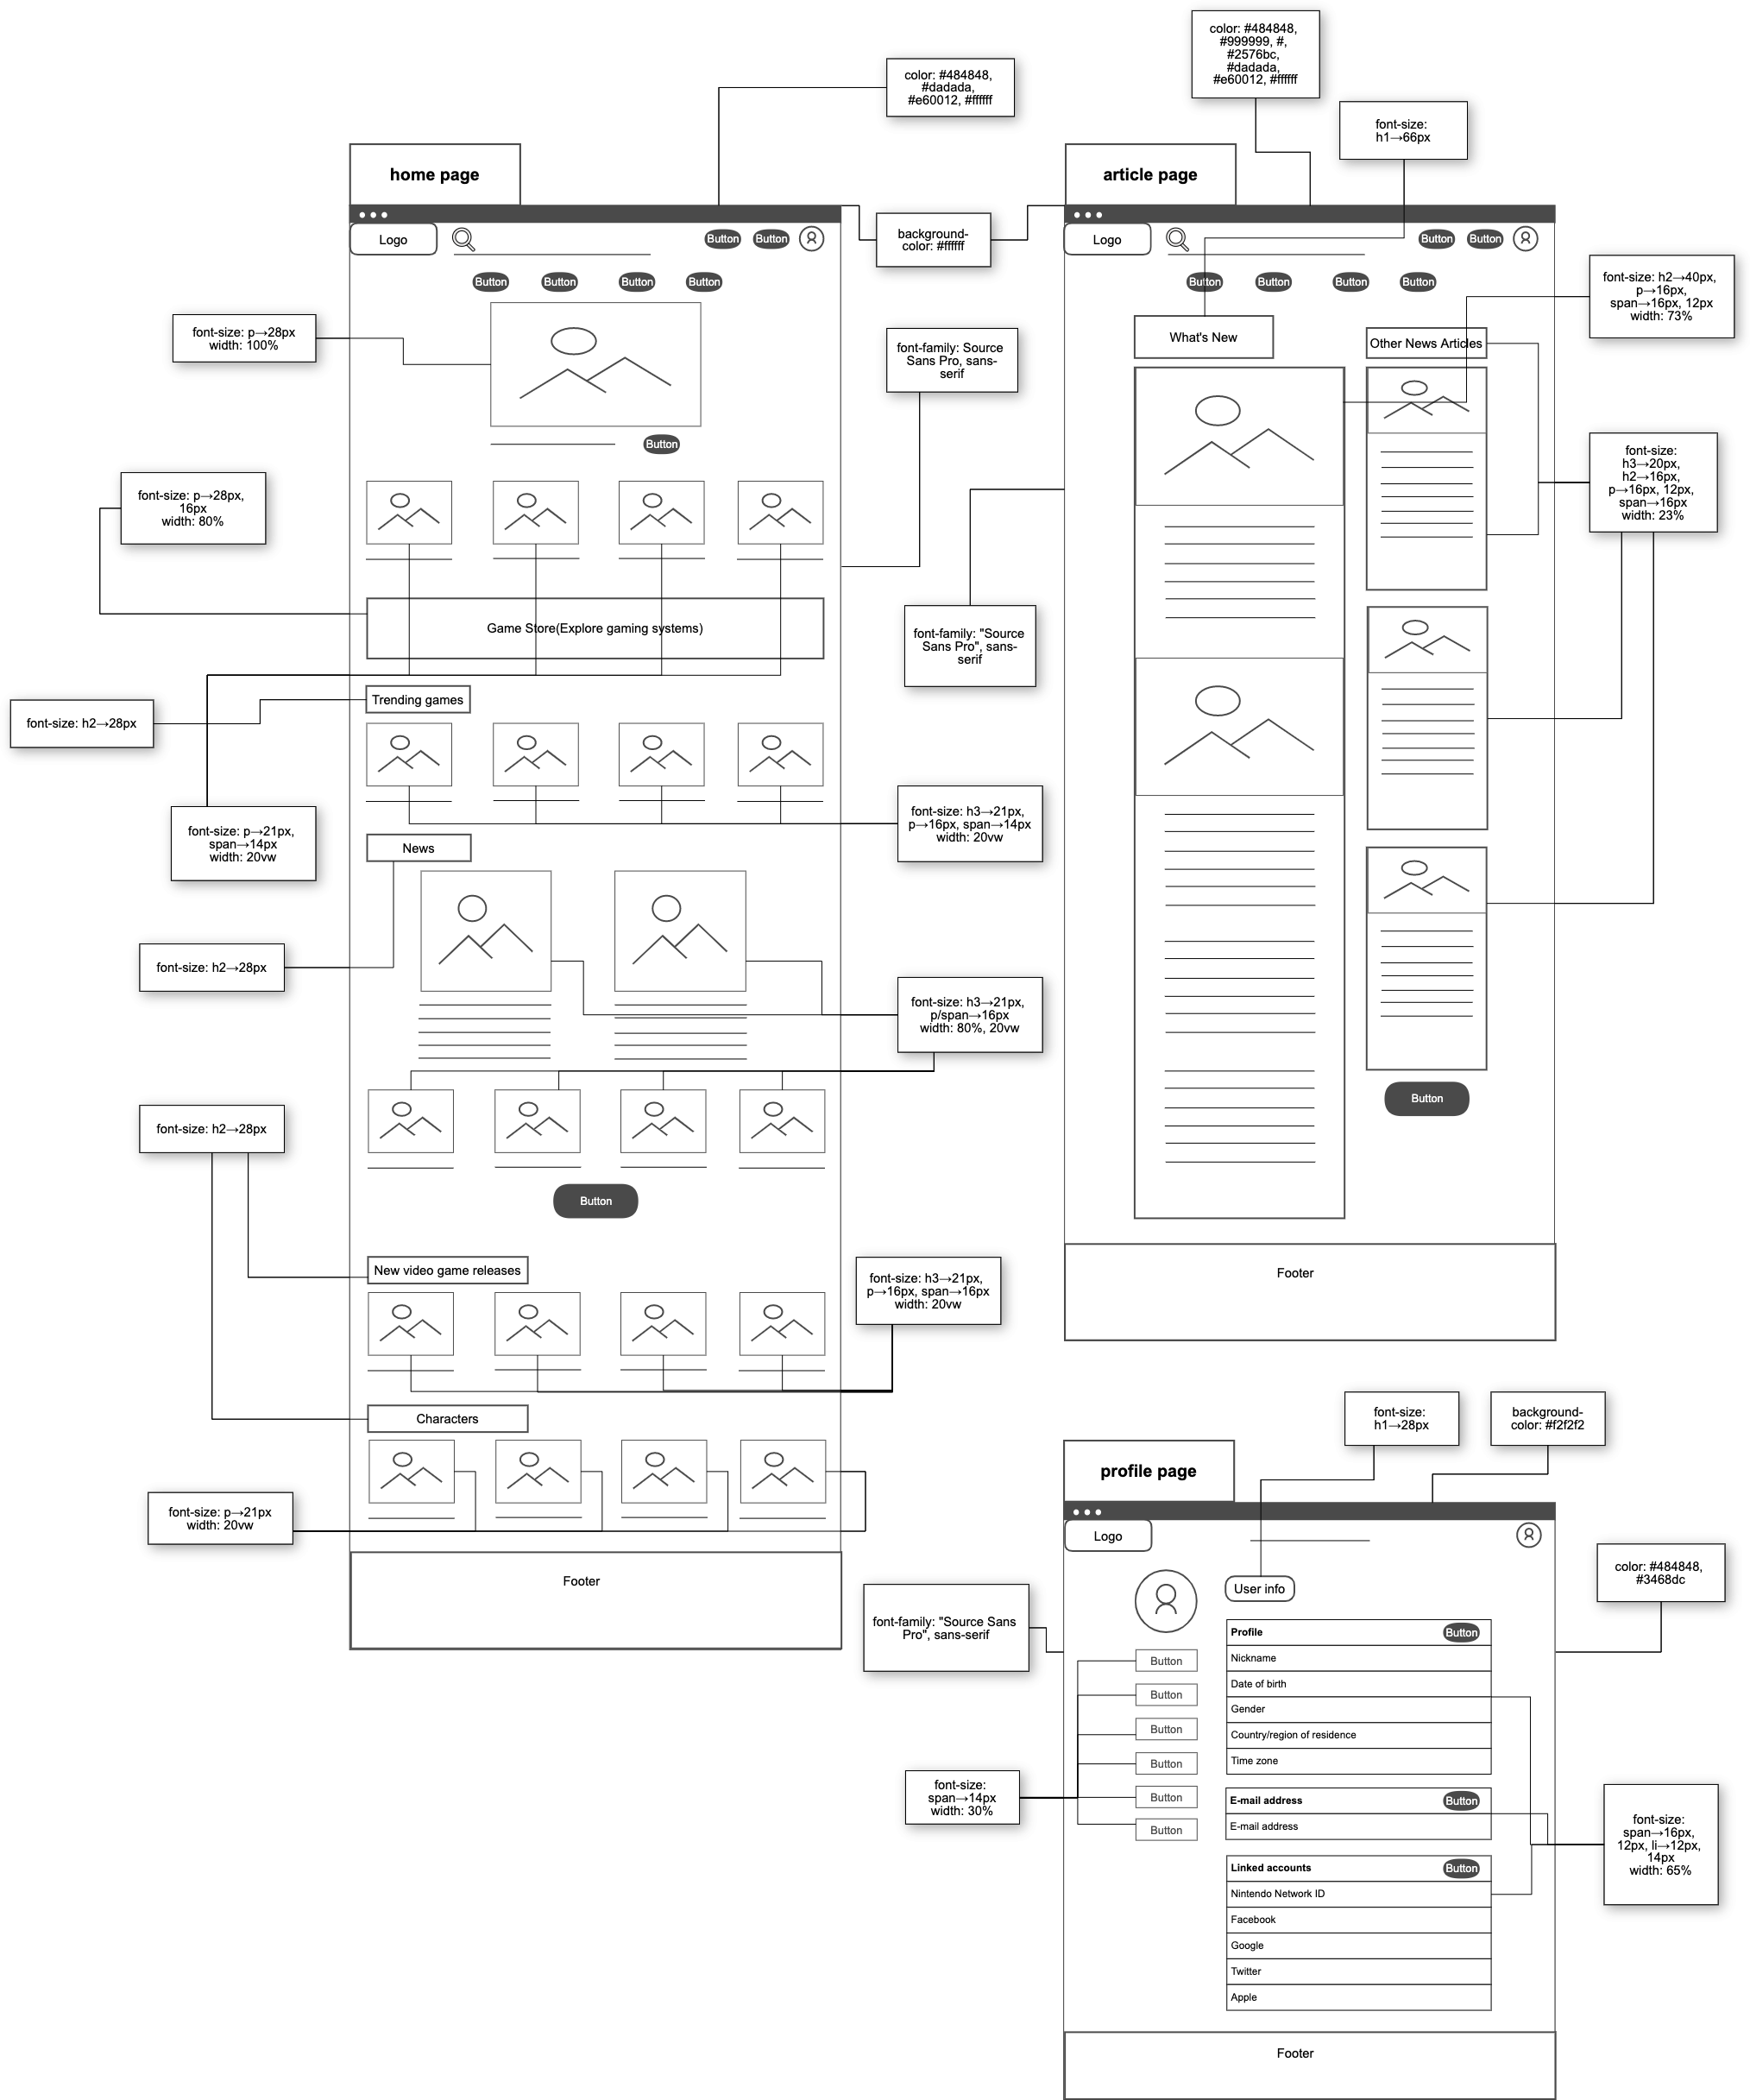 color: #484848,
#dadada,
#e60012, #ffffff
color: #484848,
#999999, #,
#2576bc,
#dadada,
#e60012, #ffffff
font-size:
h1→66px
home page
Logo
Button
Button
Button
Button
Button
Button
background-
color: #ffffff
font-size: p→28px
width: 100%
Button
font-family: Source
Sans Pro, sans-
serif
font-size: p→28px,
16px
width: 80%
Game Store(Explore gaming systems)
font-size: h2→28px
Trending games
font-size: p→21px,
span→14px
width: 20vw
font-size: h3→21px,
p→16px, span→14px
width: 20vw
News
font-size: h2→28px
font-size: h3→21px,
p/span→16px
width: 80%, 20vw
font-size: h2→28px
Button
New video game releases
font-size: h3→21px,
p→16px, span→16px
width: 20vw
Characters
font-size: p→21px
width: 20vw
Footer
article page
Logo
Button
Button
Button
Button
Button
Button
font-size: h2→40px,
p→16px,
span→16px, 12px
width: 73%
What's New
Other News Articles
font-size:
h3→20px,
h2→16px,
p→16px, 12px,
span→16px
width: 23%
font-family: "Source
Sans Pro", sans-
serif
Button
Footer
font-size:
h1→28px
background-
color: #f2f2f2
profile page
Logo
User info
color: #484848,
#3468dc
font-family: "Source Sans
Pro", sans-serif
Button
Button
Button
Button
Button
Button
font-size:
span→14px
width: 30%
Profile
Button
Nickname
Date of birth
Gender
Country/region of residence
Time zone
E-mail address
Button
E-mail address
Linked accounts
Button
Nintendo Network ID
Facebook
Google
Twitter
Apple
font-size:
span→16px,
12px, li→12px,
14px
width: 65%
Footer